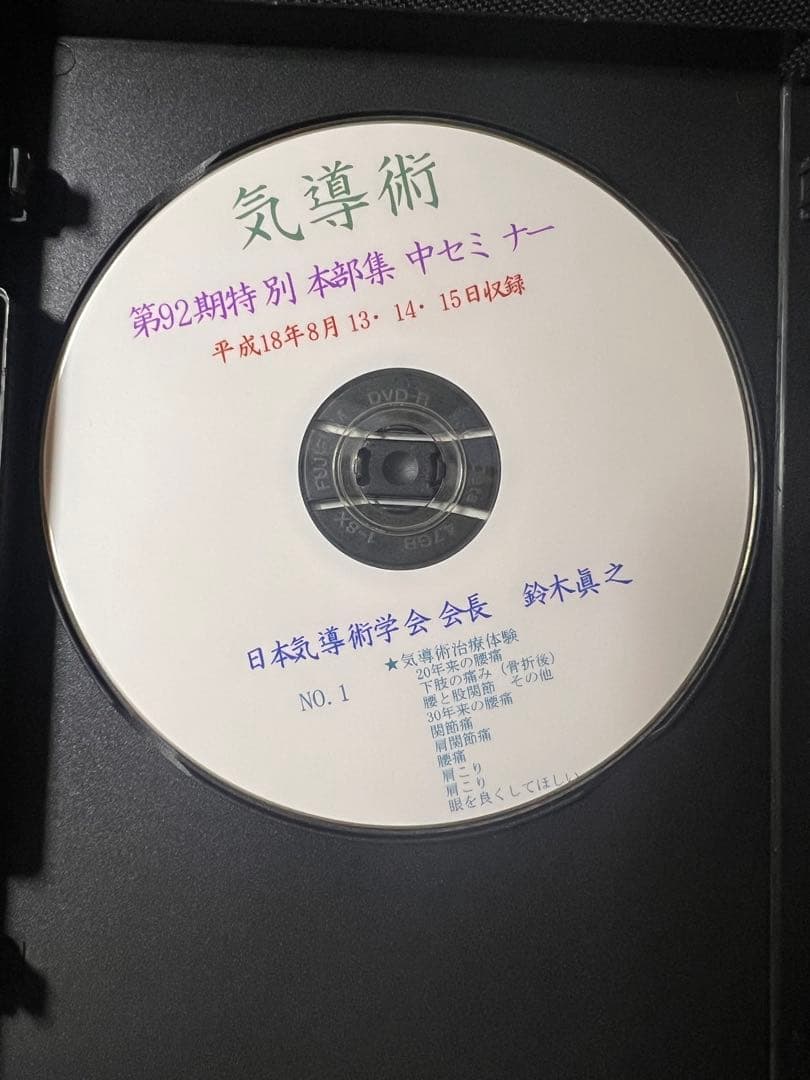 気導術
第92期特別 本部集中セミナー
平成18年8月13・14・15日収録
DVD-R
FUJIFILM
4.7GB
1-8X
日本気導術学会 会長 鈴木眞之
NO.1
★気導術治療体験
20年来の腰痛
下肢の痛み(骨折後)
腰と股関節 その他
30年来の腰痛
関節痛
肩関節痛
腰痛
肩こり
肩こり
眼を良くしてほしい